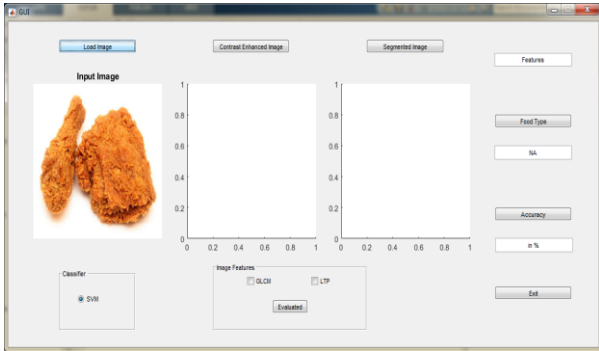 GUI
Load Image
Contrast Enhanced Image
Segmented Image
Features
Input Image
1
0.8
0.6
0.4
0.2
0
0 0.2 0.4 0.6 0.8 1
1
0.8
0.6
0.4
0.2
0
0 0.2 0.4 0.6 0.8 1
Food Type
NA
Accuracy
in %
Classifier
SVM
Image Features
GLCM
LTP
Evaluated
Exit